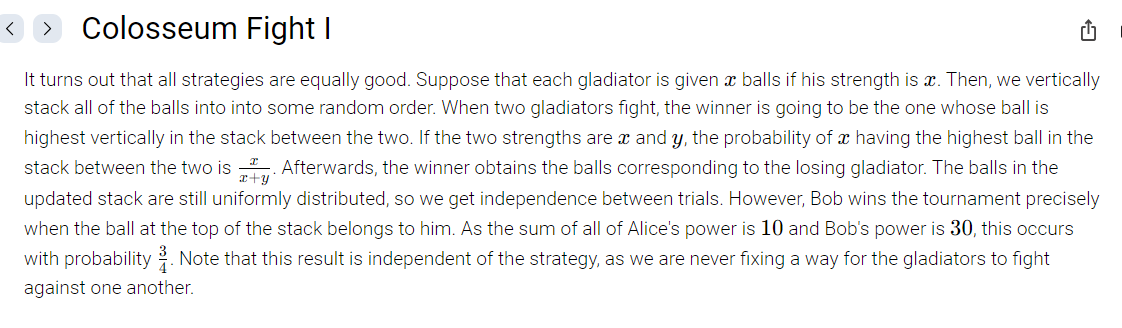 Colosseum Fight I
It turns out that all strategies are equally good. Suppose that each gladiator is given x balls if his strength is x. Then, we vertically
stack all of the balls into into some random order. When two gladiators fight, the winner is going to be the one whose ball is
highest vertically in the stack between the two. If the two strengths are x and y, the probability of x having the highest ball in the
stack between the two is x/(x+y). Afterwards, the winner obtains the balls corresponding to the losing gladiator. The balls in the
updated stack are still uniformly distributed, so we get independence between trials. However, Bob wins the tournament precisely
when the ball at the top of the stack belongs to him. As the sum of all of Alice's power is 10 and Bob's power is 30, this occurs
with probability 3/4. Note that this result is independent of the strategy, as we are never fixing a way for the gladiators to fight
against one another.